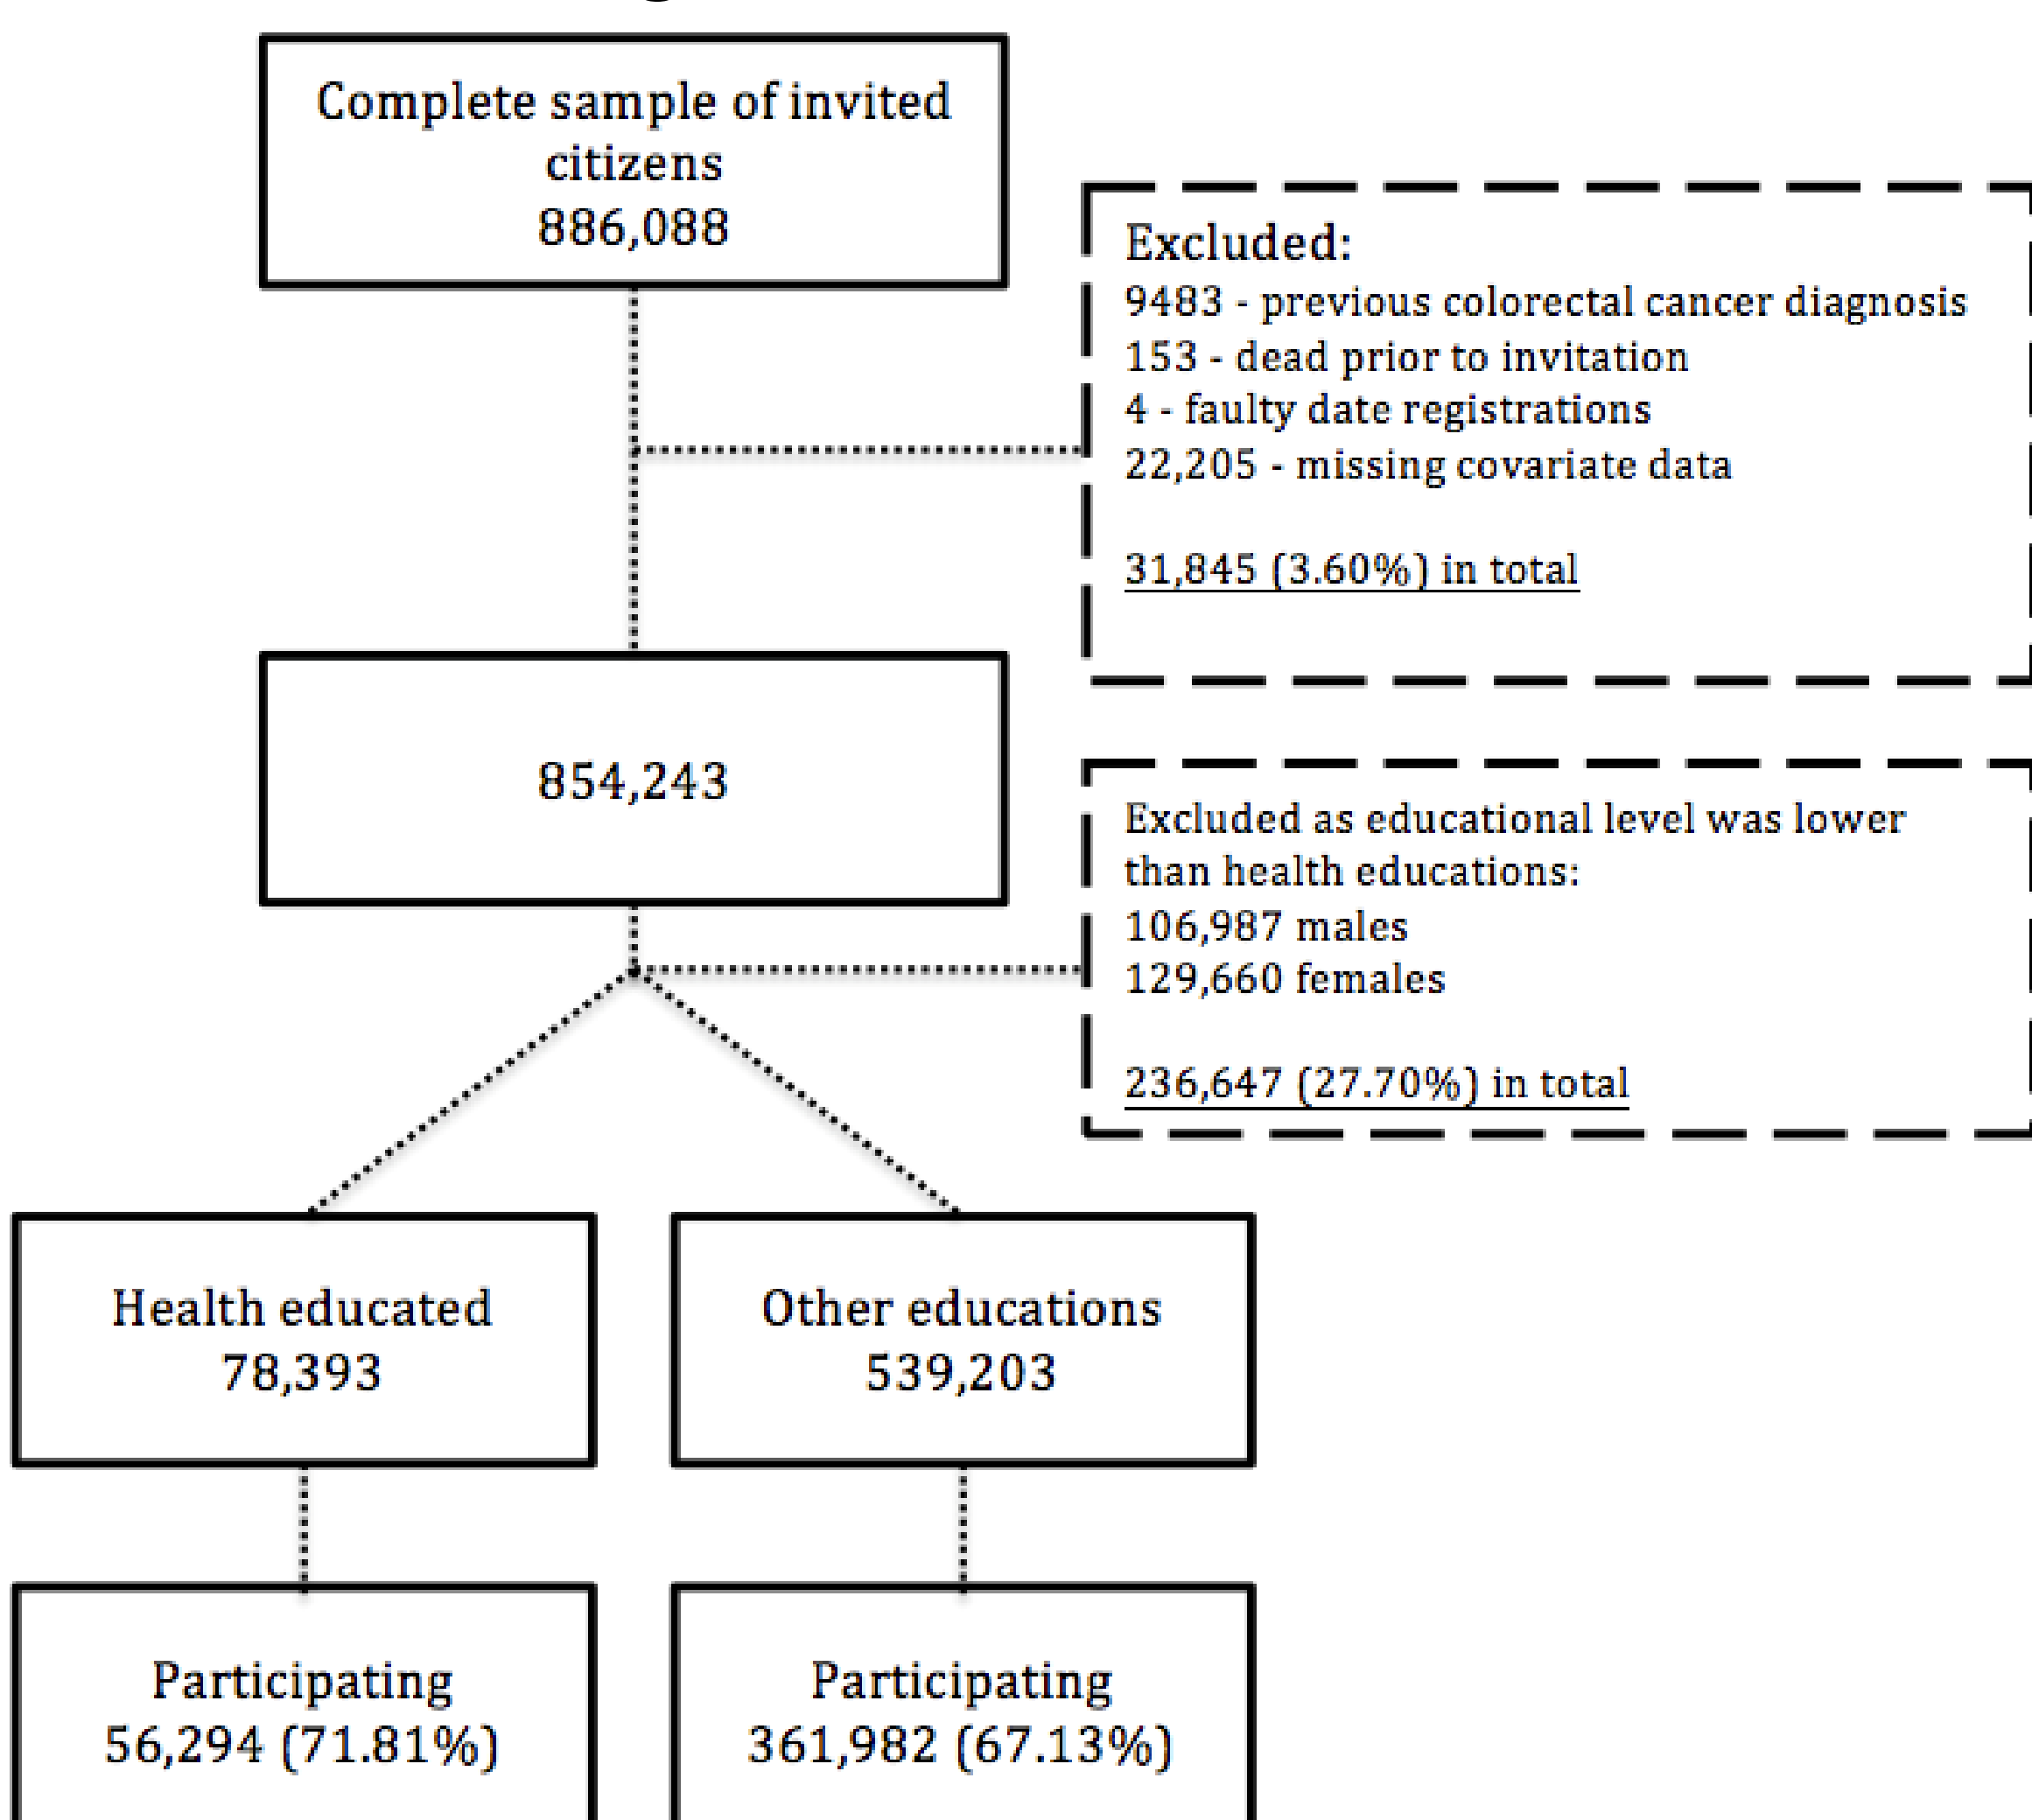 Complete sample of invited
citizens
886,088
Excluded:
9483 - previous colorectal cancer diagnosis
153 - dead prior to invitation
4 - faulty date registrations
22,205 - missing covariate data
31,845 (3.60%) in total
854,243
Excluded as educational level was lower
than health educations:
106,987 males
129,660 females
236,647 (27.70%) in total
Health educated
78,393
Other educations
539,203
Participating
56,294 (71.81%)
Participating
361,982 (67.13%)